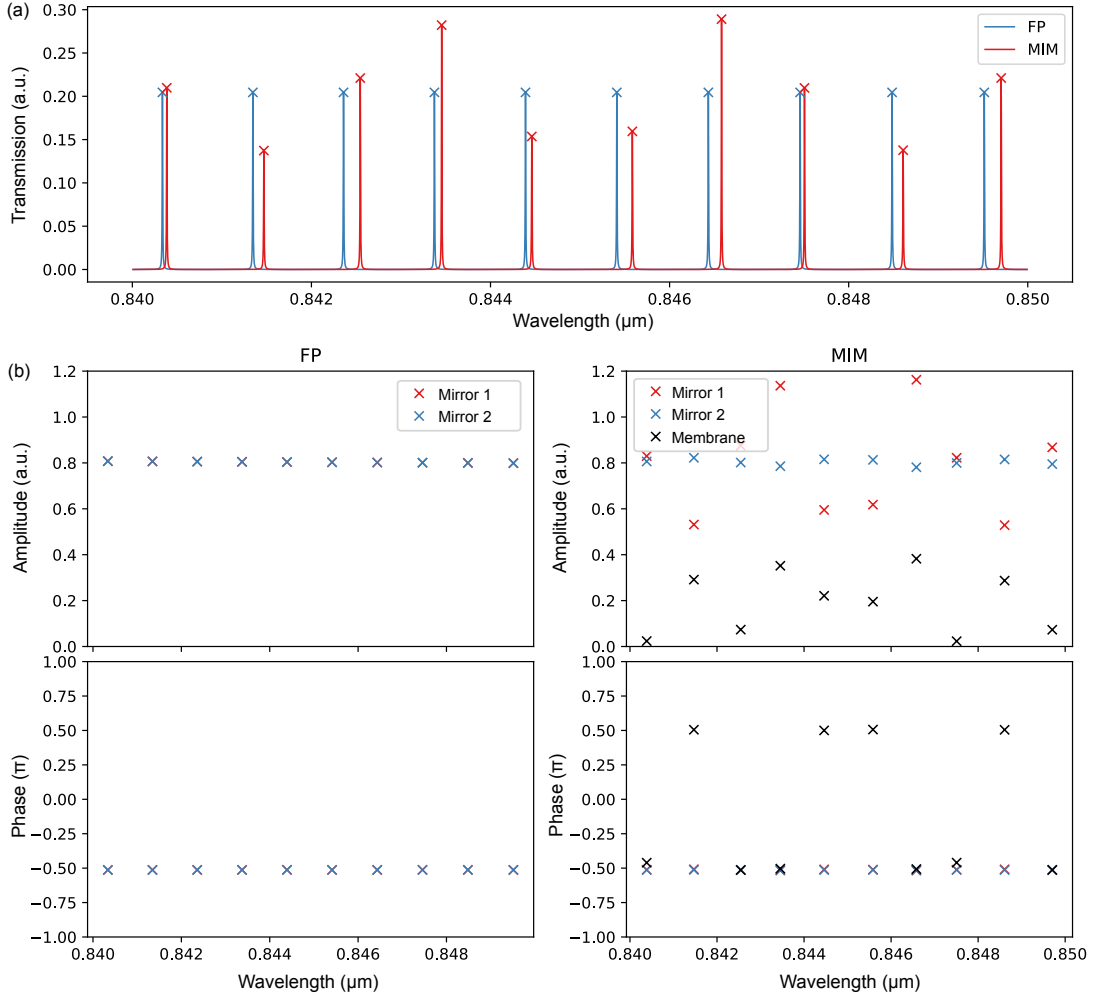 (a)
0.30
0.25
0.20
0.15
0.10
0.05
0.00
Transmission (a.u.)
FP
MIM
0.840 0.842 0.844 0.846 0.848 0.850
Wavelength (μm)
(b)
FP
1.2
1.0
0.8
0.6
0.4
0.2
0.0
Amplitude (a.u.)
Mirror 1
Mirror 2
MIM
1.2
1.0
0.8
0.6
0.4
0.2
0.0
Amplitude (a.u.)
Mirror 1
Mirror 2
Membrane
1.00
0.75
0.50
0.25
0.00
−0.25
−0.50
−0.75
−1.00
Phase (π)
0.840 0.842 0.844 0.846 0.848
Wavelength (μm)
1.00
0.75
0.50
0.25
0.00
−0.25
−0.50
−0.75
−1.00
Phase (π)
0.840 0.842 0.844 0.846 0.848 0.850
Wavelength (μm)